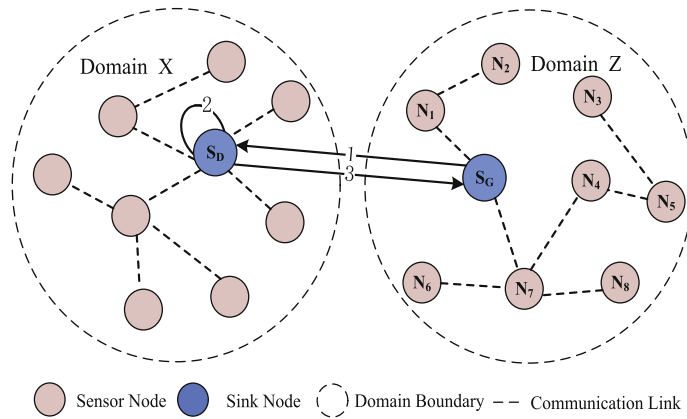 Domain X
Domain Z
N2
N3
N1
2
SD
1
3
SG
N4
N5
N6
N7
N8
Sensor Node
Sink Node
Domain Boundary
Communication Link